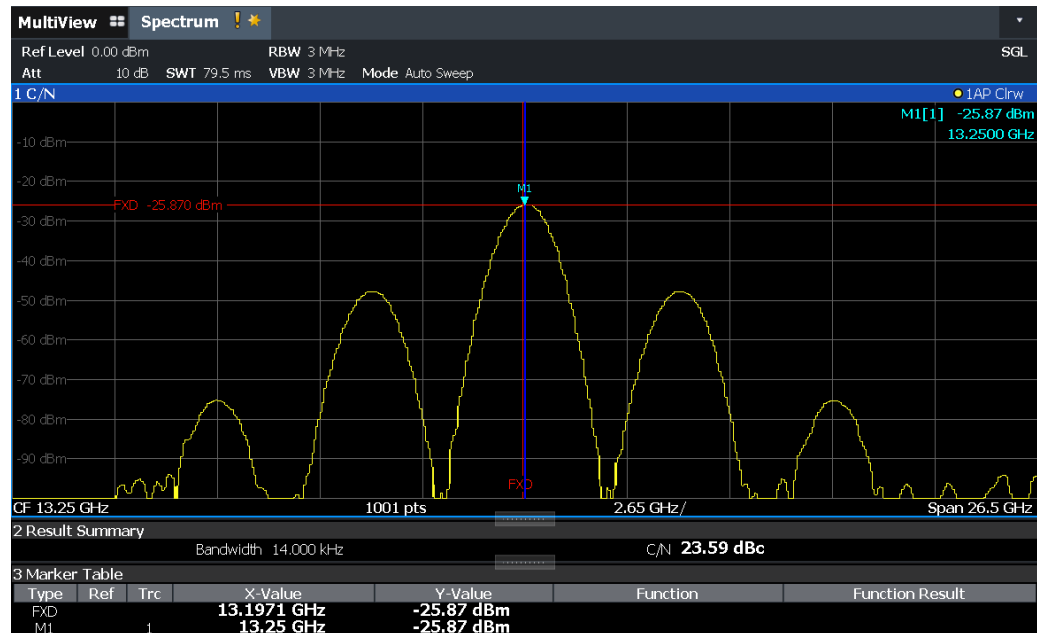 MultiView Spectrum !
Ref Level 0.00 dBm RBW 3 MHz SGL
Att 10 dB SWT 79.5 ms VBW 3 MHz Mode Auto Sweep
1 C/N 1AP Clrw
M1[1] -25.87 dBm
13.2500 GHz
-10 dBm
-20 dBm
M1
FXD -25.870 dBm
-30 dBm
-40 dBm
-50 dBm
-60 dBm
-70 dBm
-80 dBm
-90 dBm
FXD
CF 13.25 GHz 1001 pts 2.65 GHz/ Span 26.5 GHz
2 Result Summary
Bandwidth 14.000 kHz C/N 23.59 dBc
3 Marker Table
Type Ref Trc X-Value Y-Value Function Function Result
FXD 13.1971 GHz -25.87 dBm
M1 1 13.25 GHz -25.87 dBm